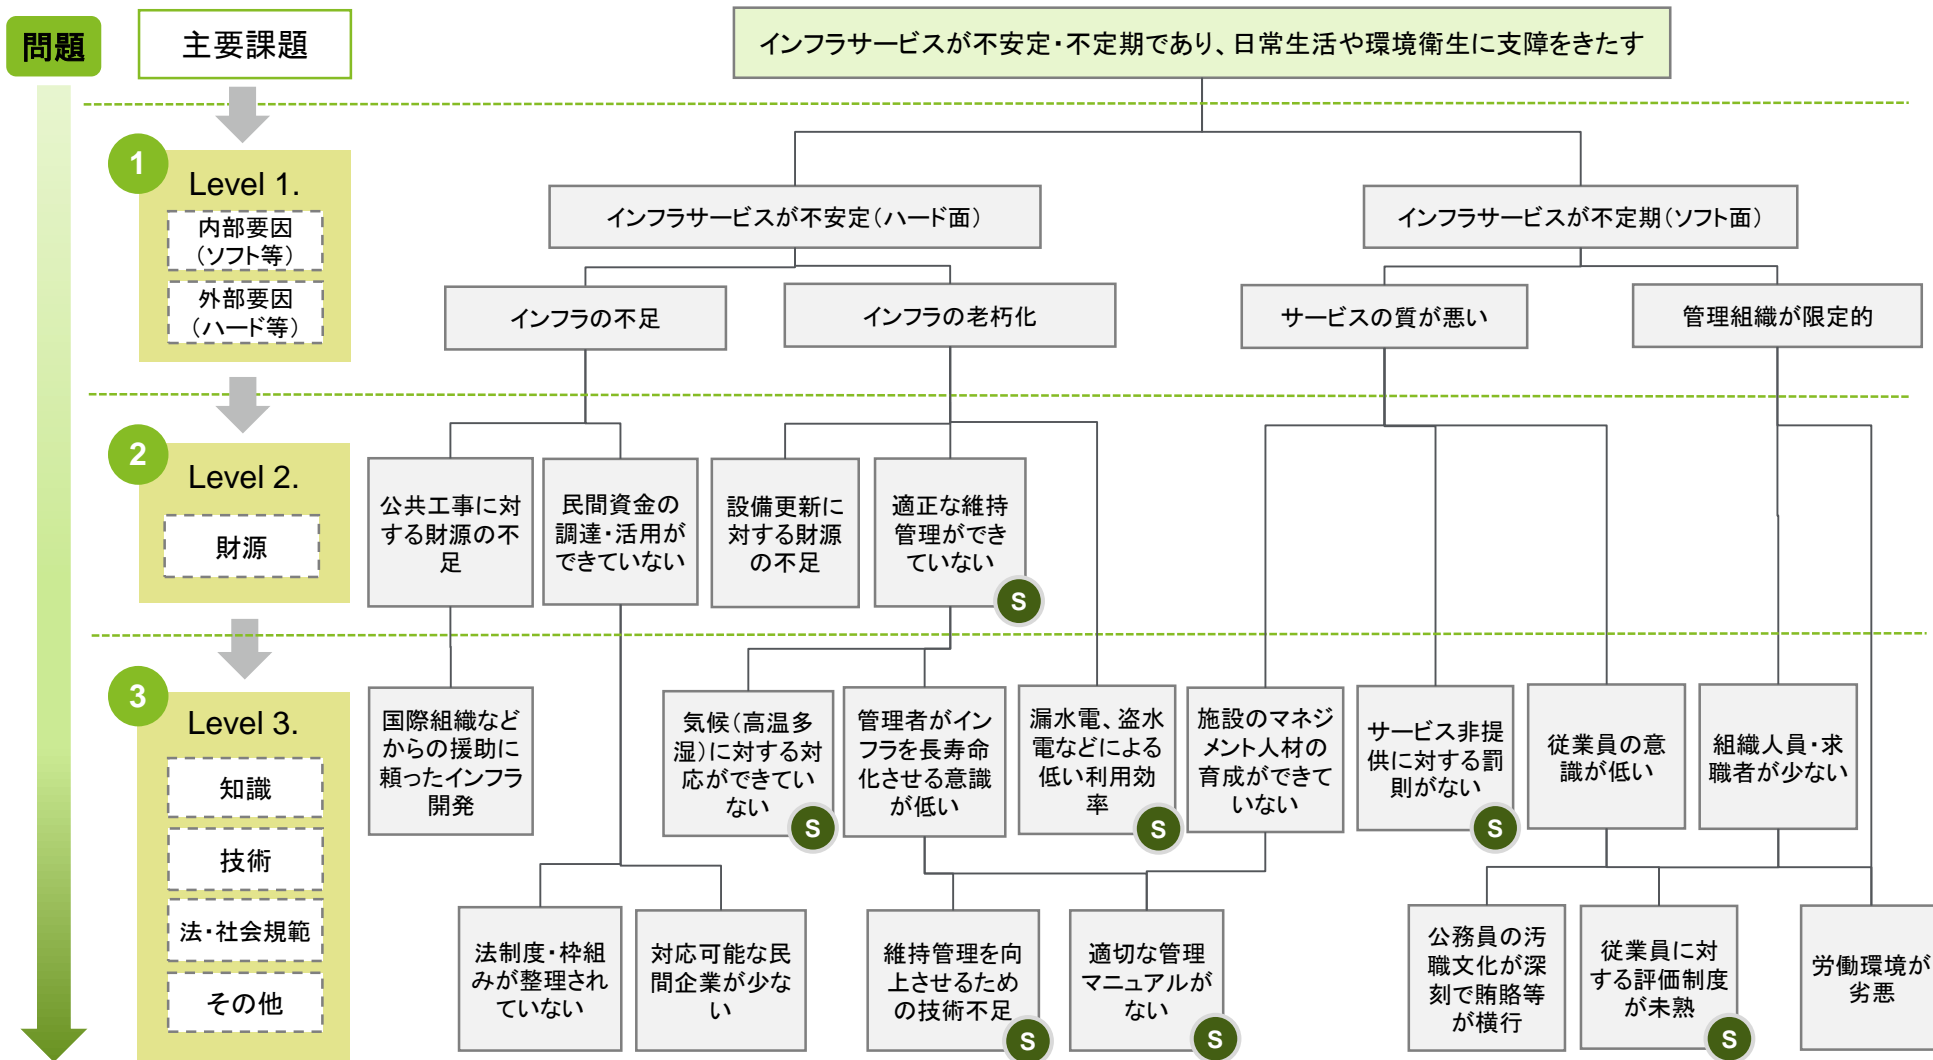 問題
主要課題
インフラサービスが不安定・不定期であり、日常生活や環境衛生に支障をきたす
1
Level 1.
内部要因
（ソフト等）
外部要因
（ハード等）
インフラサービスが不安定（ハード面）
インフラサービスが不定期（ソフト面）
インフラの不足
インフラの老朽化
サービスの質が悪い
管理組織が限定的
2
Level 2.
財源
公共工事に対
する財源の不
足
民間資金の
調達・活用が
できていない
設備更新に
対する財源
の不足
適正な維持
管理ができ
ていない
S
3
Level 3.
知識
技術
法・社会規範
その他
国際組織など
からの援助に
頼ったインフラ
開発
気候（高温多
湿）に対する対
応ができてい
ない
S
管理者がイン
フラを長寿命
化させる意識
が低い
漏水電、盗水
電などによる
低い利用効
率
S
施設のマネジ
メント人材の
育成ができて
いない
サービス非提
供に対する罰
則がない
S
従業員の意
識が低い
組織人員・求
職者が少ない
法制度・枠組
みが整理され
ていない
対応可能な民
間企業が少な
い
維持管理を向
上させるため
の技術不足
S
適切な管理
マニュアルが
ない
S
公務員の汚
職文化が深
刻で賄賂等
が横行
従業員に対
する評価制度
が未熟
S
労働環境が
劣悪